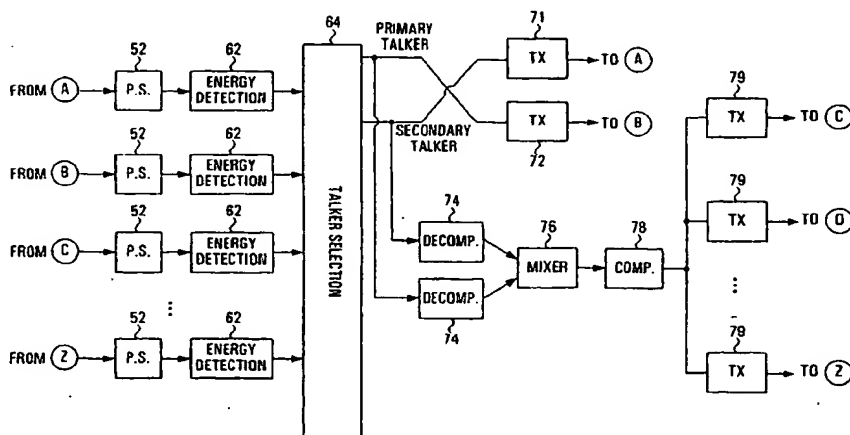 64
PRIMARY
TALKER
71
52
62
FROM A
P.S.
ENERGY
DETECTION
TX
TO A
79
52
62
TX
TO C
FROM B
P.S.
ENERGY
DETECTION
SECONDARY
TALKER
TX
72
TO B
52
62
TALKER SELECTION
74
76
78
79
FROM C
P.S.
ENERGY
DETECTION
DECOMP.
MIXER
COMP.
TX
TO D
...
DECOMP.
74
...
52
62
79
FROM Z
P.S.
ENERGY
DETECTION
TX
TO Z